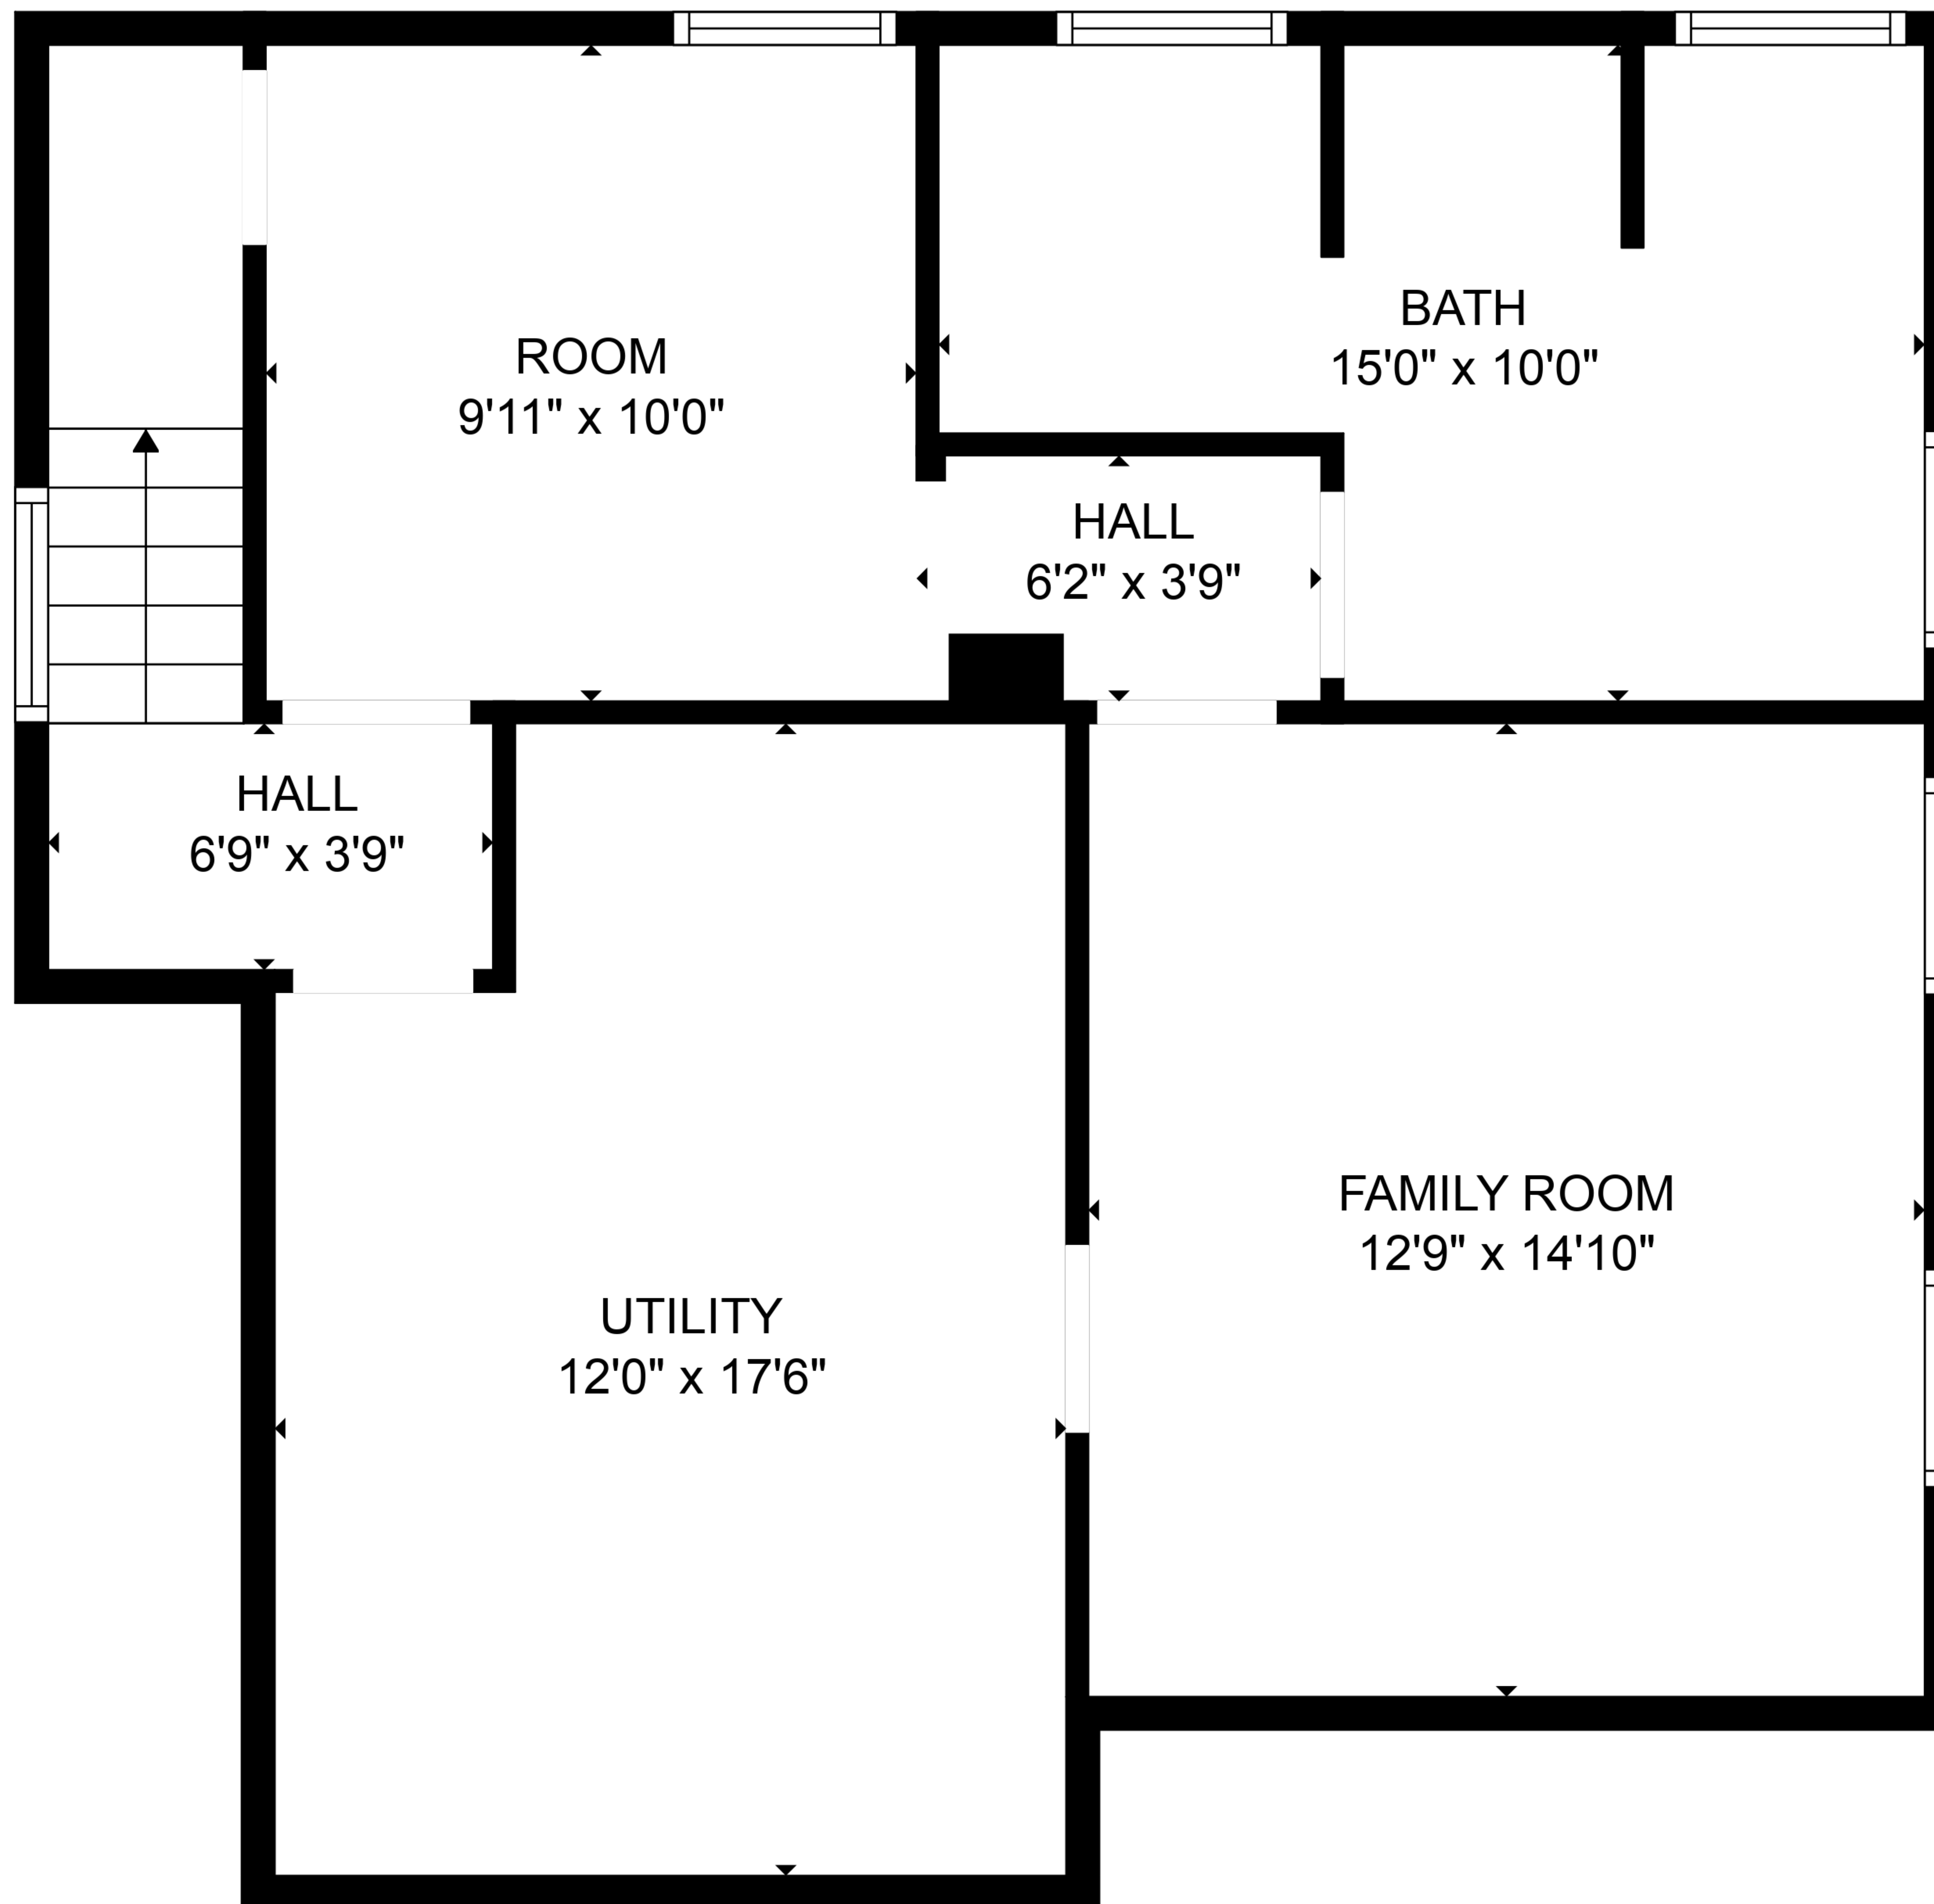 BATH
15'0" x 10'0"
ROOM
9'11" x 10'0"
HALL
6'2" x 3'9"
HALL
6'9" x 3'9"
FAMILY ROOM
12'9" x 14'10"
UTILITY
12'0" x 17'6"